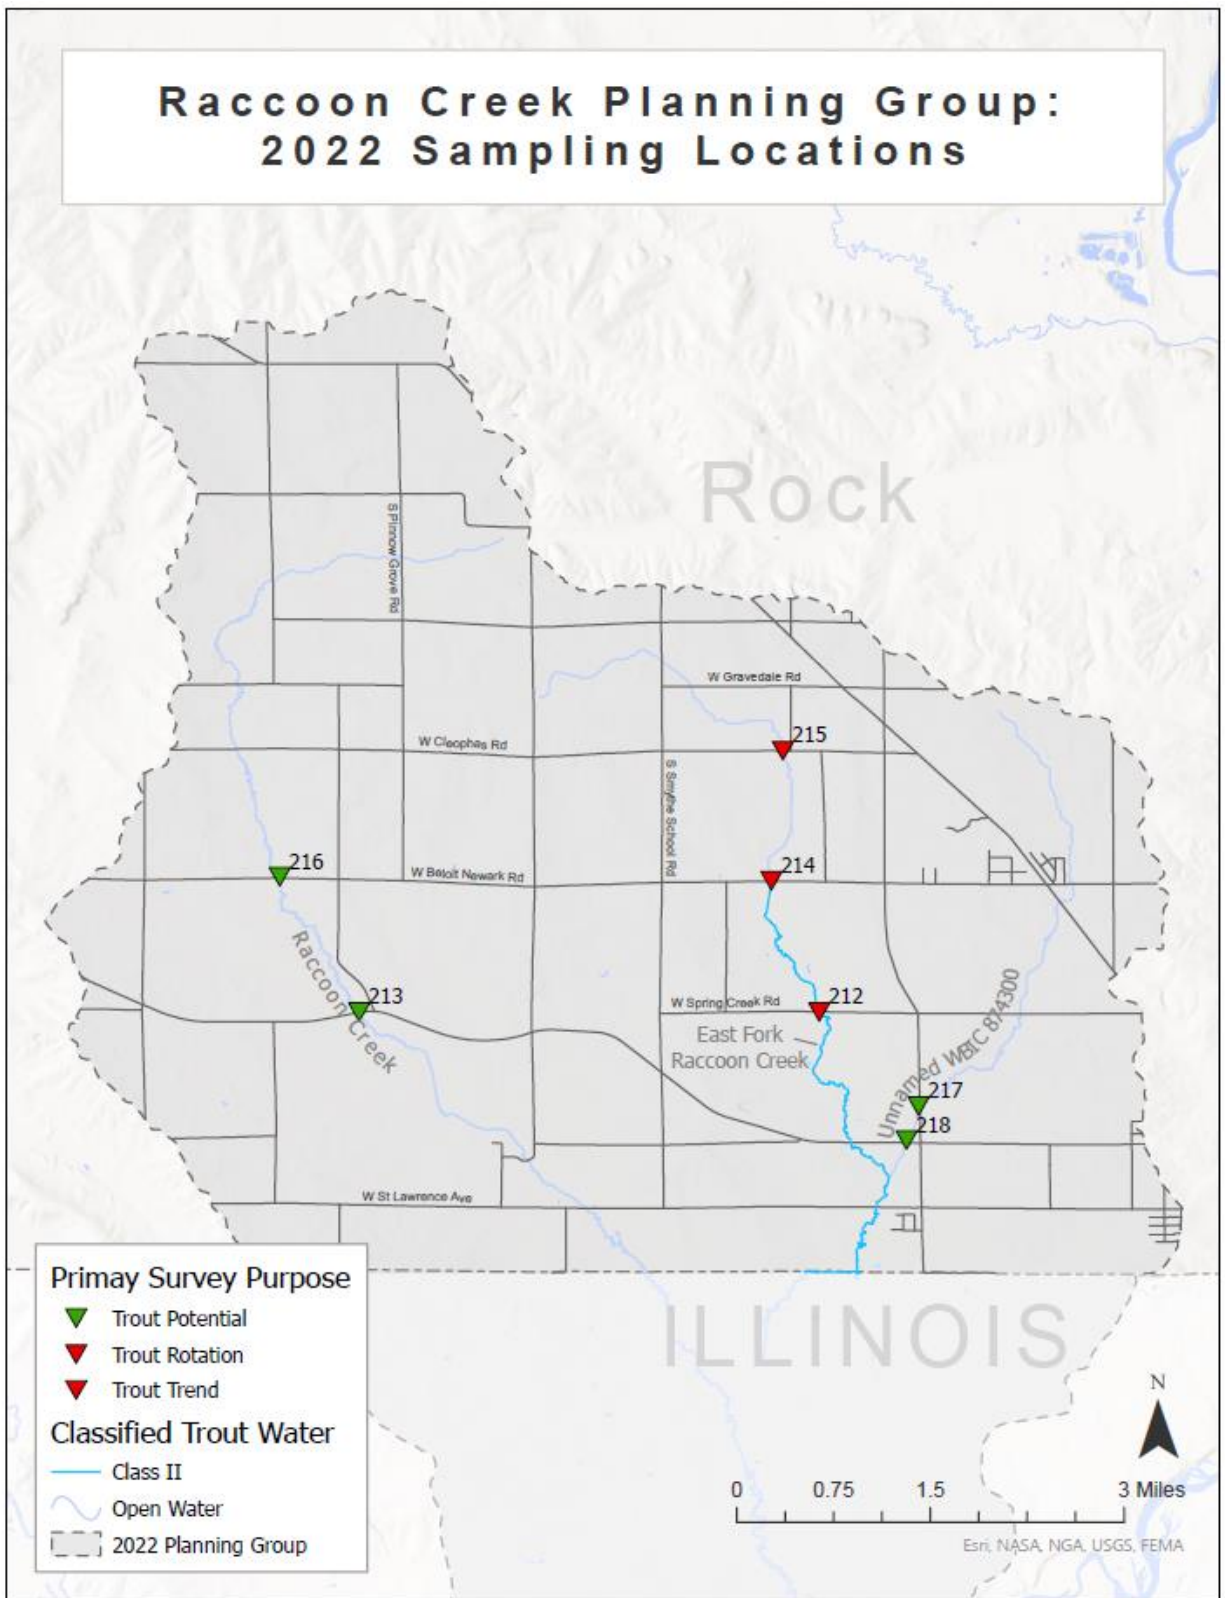 Raccoon Creek Planning Group:
2022 Sampling Locations
Rock
S Pinnow Grove Rd
W Gravedale Rd
215
W Cleophas Rd
S Smythe School Rd
216
W Beloit Newark Rd
214
Raccoon Creek
213
W Spring Creek Rd
212
East Fork
Raccoon Creek
Unnamed WBIC 874300
217
218
W St Lawrence Ave
ILLINOIS
Primay Survey Purpose
Trout Potential
Trout Rotation
Trout Trend
Classified Trout Water
Class II
Open Water
2022 Planning Group
N
0 0.75 1.5 3 Miles
Esri, NASA, NGA, USGS, FEMA